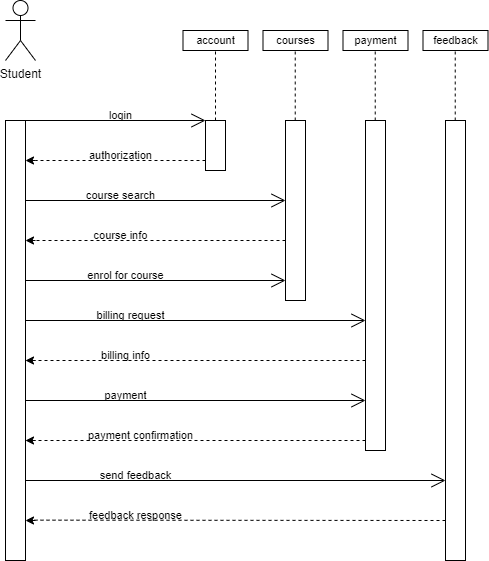 Student
account
courses
payment
feedback
login
authorization
course search
course info
enrol for course
billing request
billing info
payment
payment confirmation
send feedback
feedback response